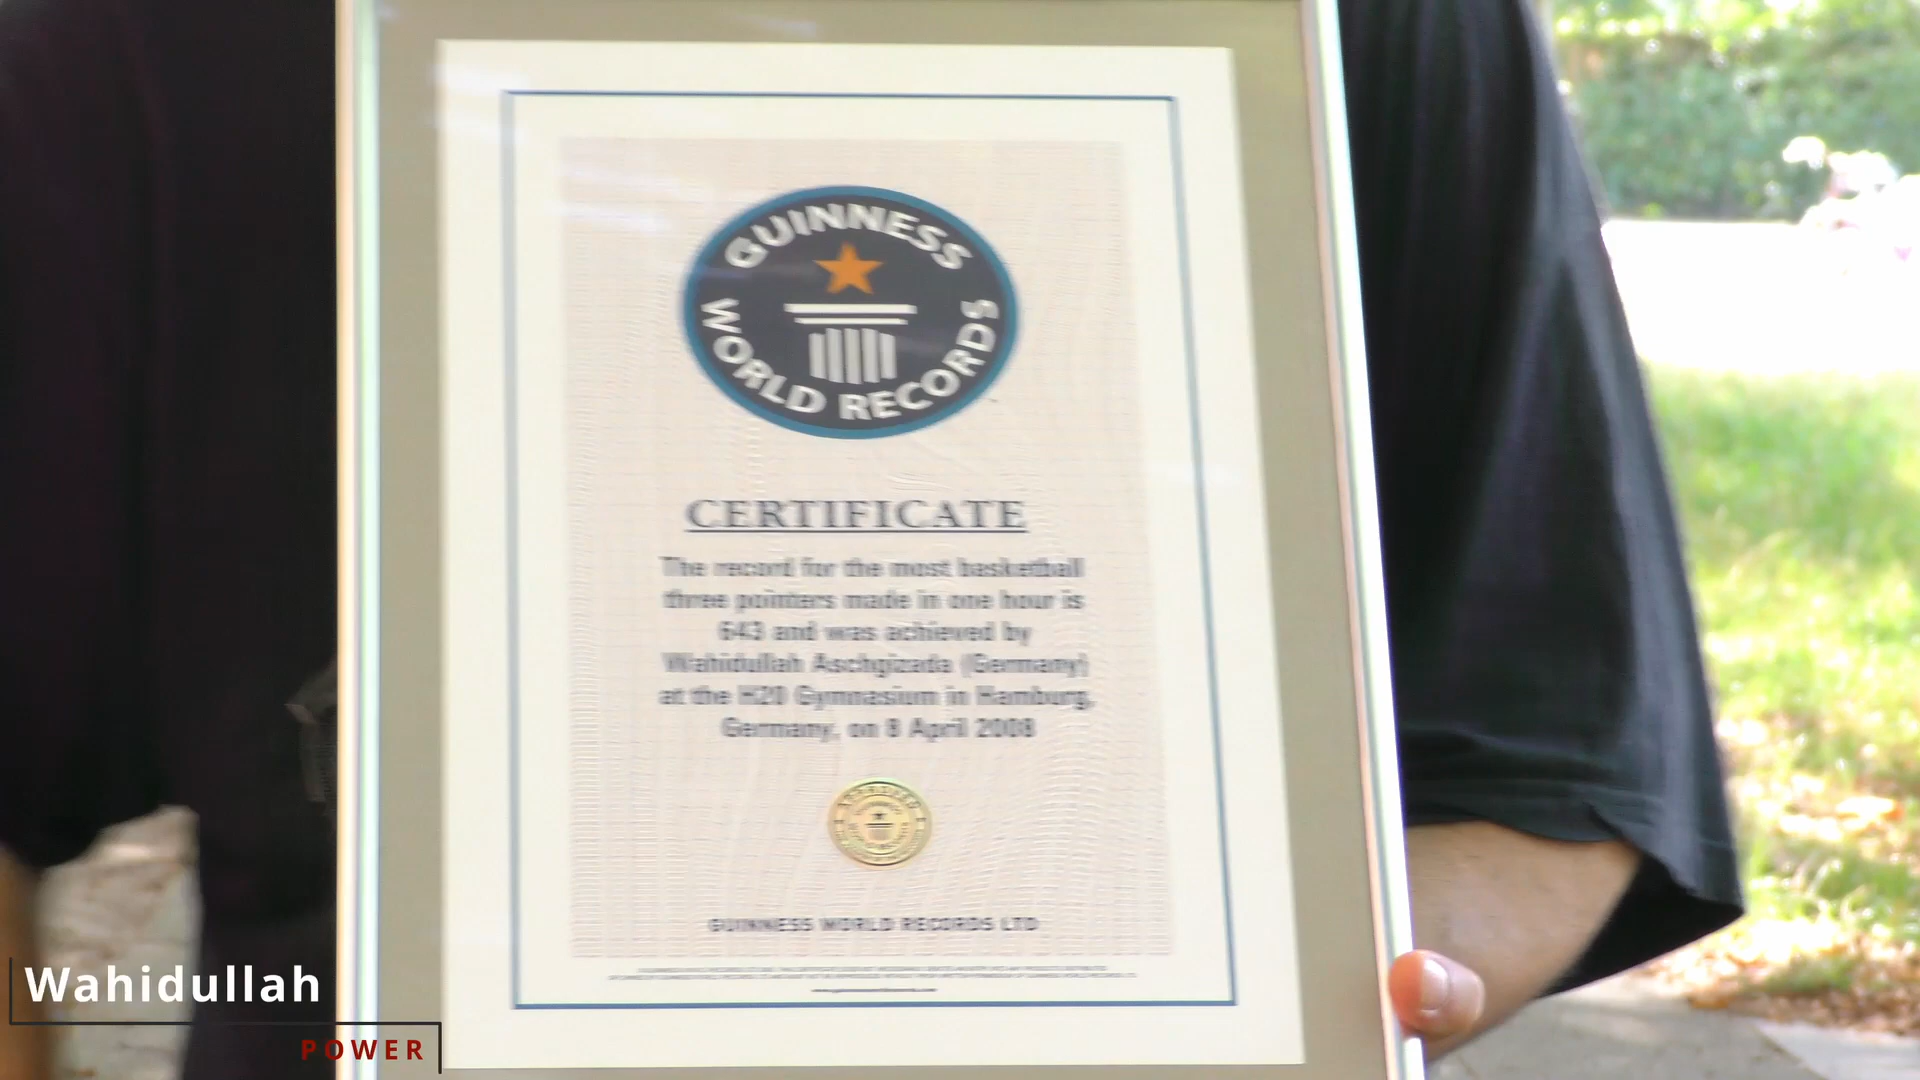 GUINNESS
WORLD RECORDS
CERTIFICATE
The record for the most basketball
three pointers made in one hour is
643 and was achieved by
Wahidullah Aschgizada (Germany)
at the H20 Gymnasium in Hamburg,
Germany, on 8 April 2008
GUINNESS WORLD RECORDS LTD
Wahidullah
POWER